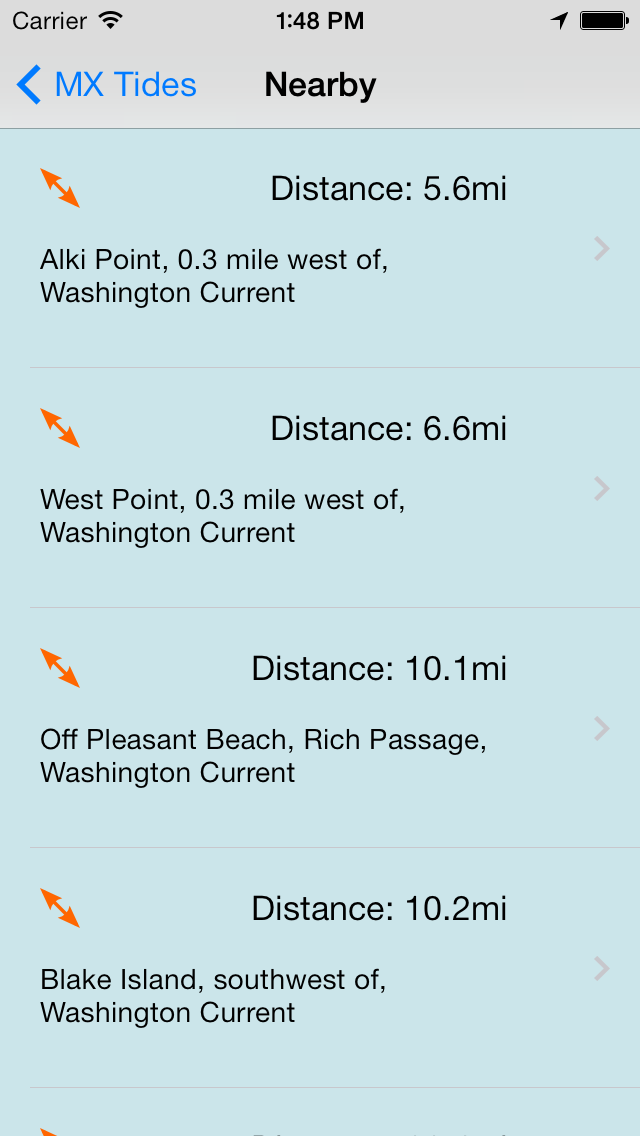 Carrier 1:48 PM
MX Tides Nearby
Distance: 5.6mi
Alki Point, 0.3 mile west of,
Washington Current
Distance: 6.6mi
West Point, 0.3 mile west of,
Washington Current
Distance: 10.1mi
Off Pleasant Beach, Rich Passage,
Washington Current
Distance: 10.2mi
Blake Island, southwest of,
Washington Current